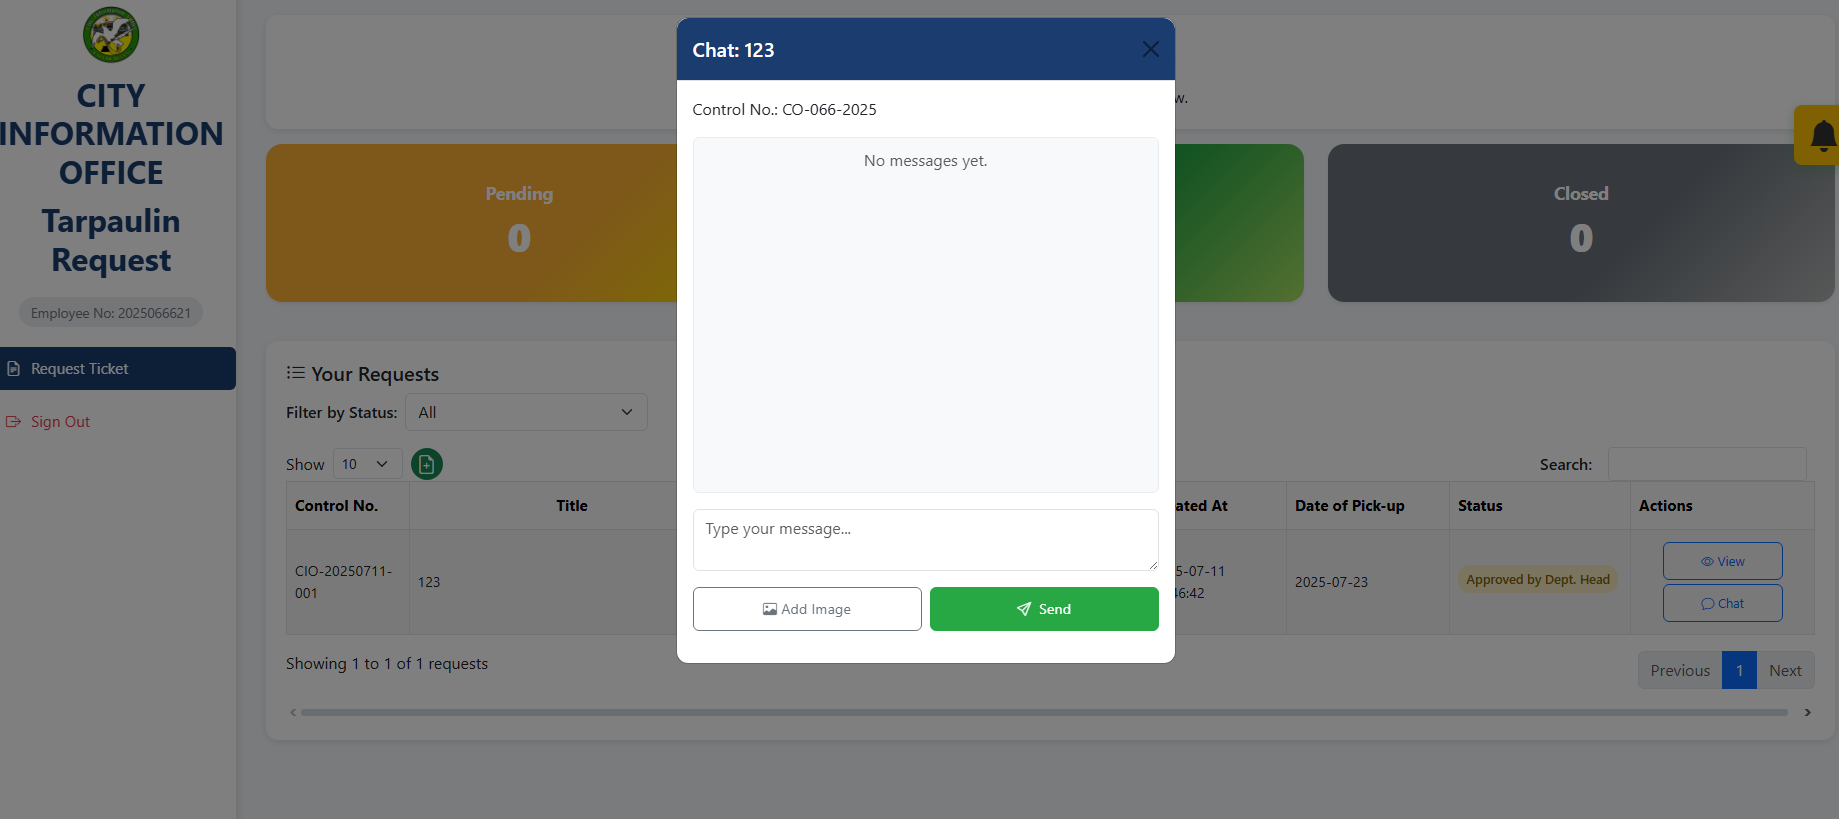 CITY
INFORMATION
OFFICE
Tarpaulin
Request
Employee No: 2025066621
Request Ticket
Sign Out
Chat: 123
Control No.: CO-066-2025
No messages yet.
Type your message...
Add Image
Send
w.
Pending
0
Closed
0
Your Requests
Filter by Status: All
Show 10
Search:
Control No. Title ated At Date of Pick-up Status Actions
CIO-20250711-
001
123
5-07-11
46:42
2025-07-23
Approved by Dept. Head
View
Chat
Showing 1 to 1 of 1 requests
Previous 1 Next